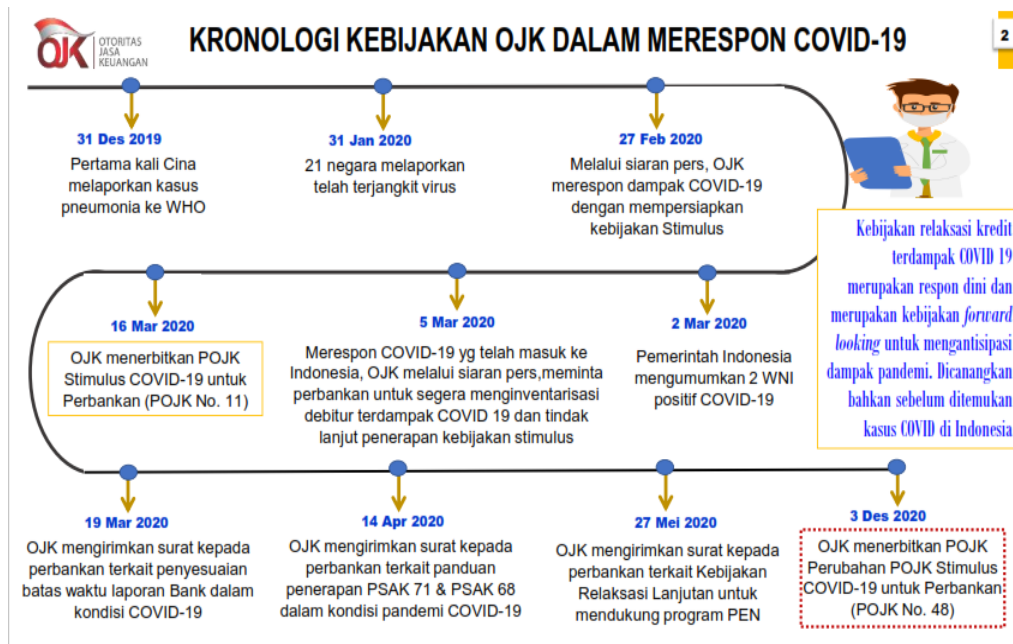 OJK
OTORITAS
JASA
KEUANGAN
KRONOLOGI KEBIJAKAN OJK DALAM MERESPON COVID-19
2
31 Des 2019
Pertama kali Cina
melaporkan kasus
pneumonia ke WHO
31 Jan 2020
21 negara melaporkan
telah terjangkit virus
27 Feb 2020
Melalui siaran pers, OJK
merespon dampak COVID-19
dengan mempersiapkan
kebijakan Stimulus
Kebijakan relaksasi kredit
terdampak COVID 19
merupakan respon dini dan
merupakan kebijakan forward
looking untuk mengantisipasi
dampak pandemi. Dicanangkan
bahkan sebelum ditemukan
kasus COVID di Indonesia
2 Mar 2020
Pemerintah Indonesia
mengumumkan 2 WNI
positif COVID-19
5 Mar 2020
Merespon COVID-19 yg telah masuk ke
Indonesia, OJK melalui siaran pers,meminta
perbankan untuk segera menginventarisasi
debitur terdampak COVID 19 dan tindak
lanjut penerapan kebijakan stimulus
16 Mar 2020
OJK menerbitkan POJK
Stimulus COVID-19 untuk
Perbankan (POJK No. 11)
19 Mar 2020
OJK mengirimkan surat kepada
perbankan terkait penyesuaian
batas waktu laporan Bank dalam
kondisi COVID-19
14 Apr 2020
OJK mengirimkan surat kepada
perbankan terkait panduan
penerapan PSAK 71 & PSAK 68
dalam kondisi pandemi COVID-19
27 Mei 2020
OJK mengirimkan surat kepada
perbankan terkait Kebijakan
Relaksasi Lanjutan untuk
mendukung program PEN
3 Des 2020
OJK menerbitkan POJK
Perubahan POJK Stimulus
COVID-19 untuk Perbankan
(POJK No. 48)